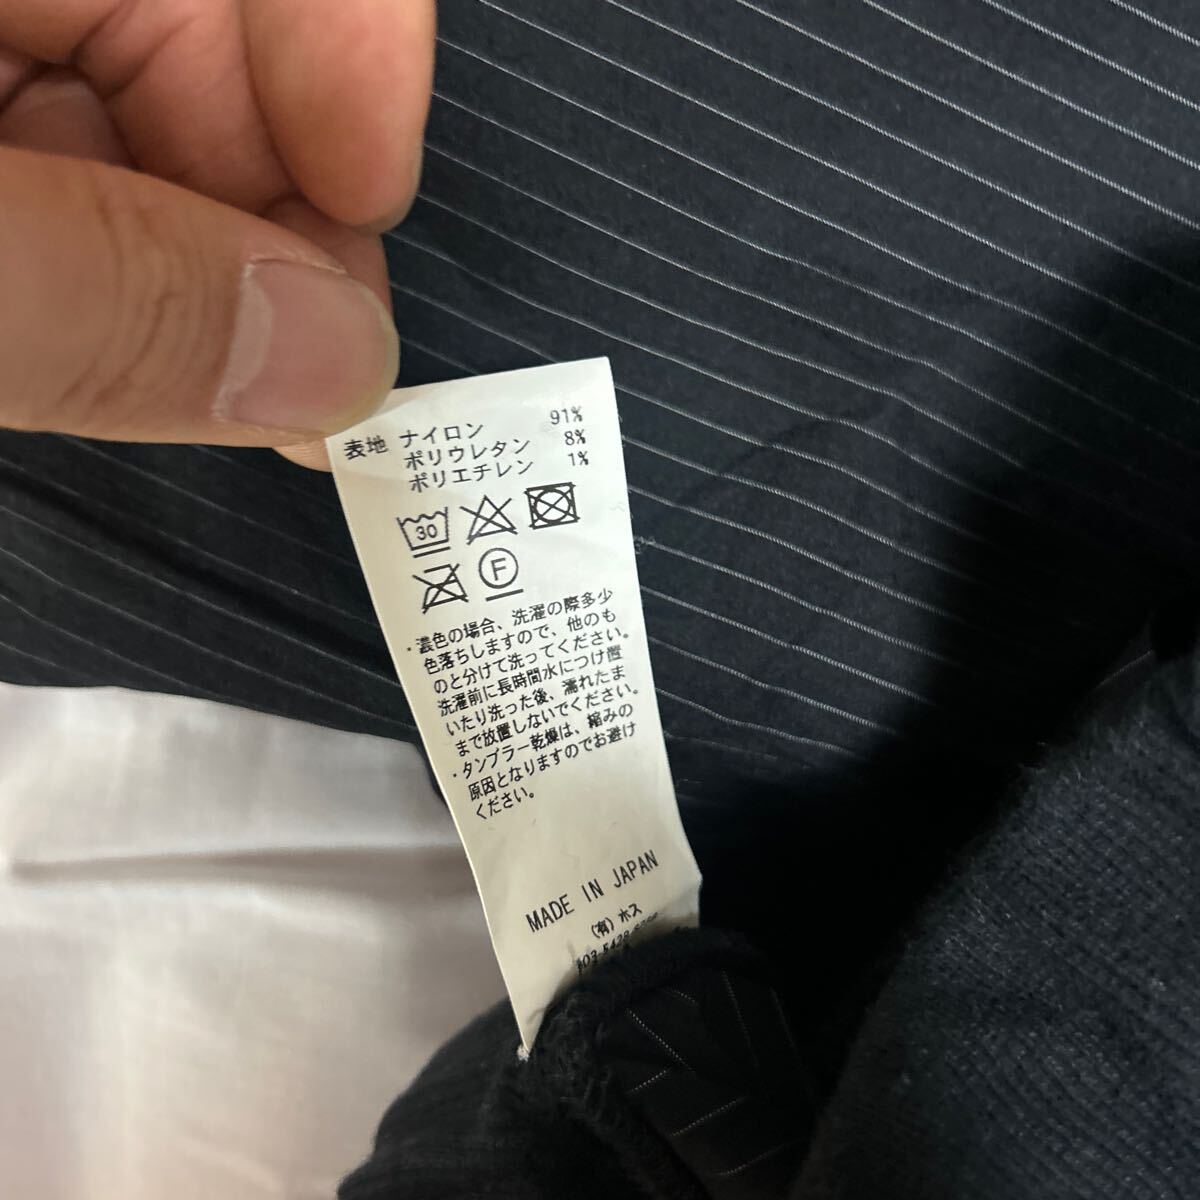 表地 ナイロン 91%
ポリウレタン 8%
ポリエチレン 1%
30
F
・濃色の場合、洗濯の際多少
色落ちしますので、他のも
のと分けて洗ってください。
洗濯前に長時間水につけ置
いたり洗った後、濡れたま
まで放置しないでください。
・タンブラー乾燥は、縮みの
原因となりますのでお避け
ください。
MADE IN JAPAN
(有)ホス